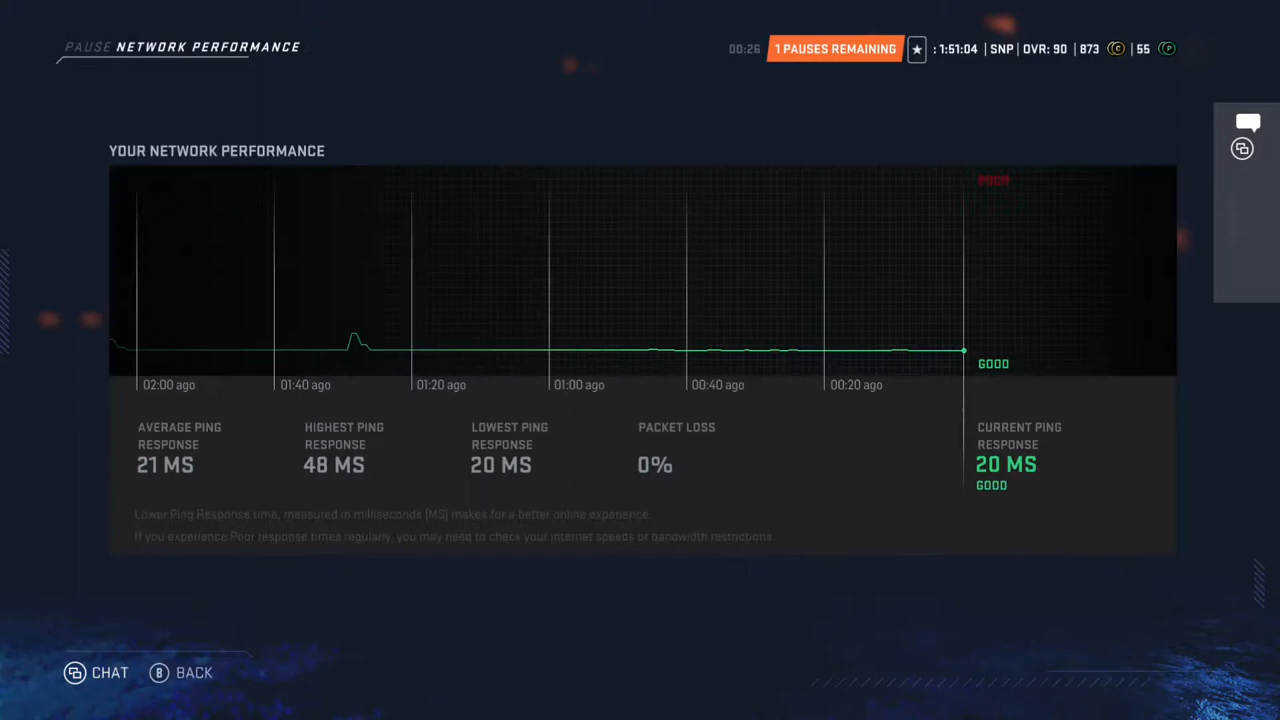 PAUSE NETWORK PERFORMANCE
00:26 1 PAUSES REMAINING ★ : 1:51:04 | SNP | OVR: 90 | 873 C | 55 P
YOUR NETWORK PERFORMANCE
GOOD
02:00 ago 01:40 ago 01:20 ago 01:00 ago 00:40 ago 00:20 ago
AVERAGE PING RESPONSE
21 MS
HIGHEST PING RESPONSE
48 MS
LOWEST PING RESPONSE
20 MS
PACKET LOSS
0%
CURRENT PING RESPONSE
20 MS
GOOD
Lower Ping Response time, measured in milliseconds [MS] makes for a better online experience.
If you experience Poor response times regularly, you may need to check your internet speeds or bandwidth restrictions.
CHAT B BACK